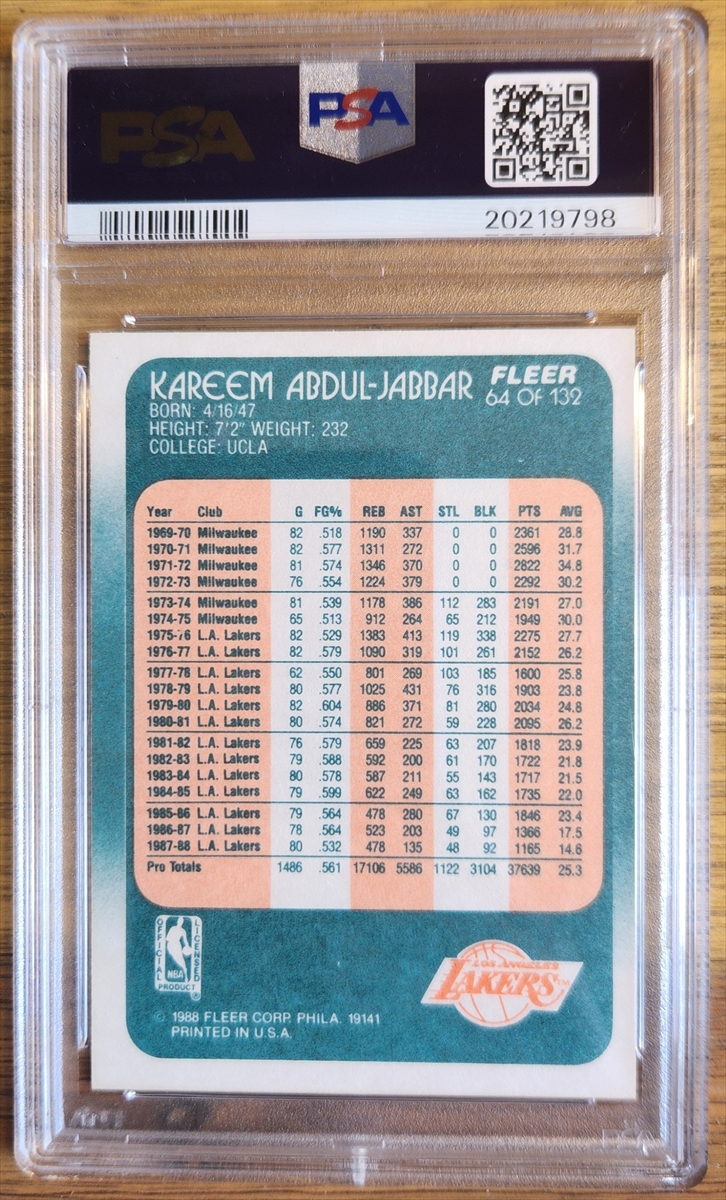 PSA PSA
20219798
KAREEM ABDUL-JABBAR FLEER
BORN: 4/16/47 64 OF 132
HEIGHT: 7'2" WEIGHT: 232
COLLEGE: UCLA
Year Club G FG% REB AST STL BLK PTS AVG
1969-70 Milwaukee 82 .518 1190 337 0 0 2361 28.8
1970-71 Milwaukee 82 .577 1311 272 0 0 2596 31.7
1971-72 Milwaukee 81 .574 1346 370 0 0 2822 34.8
1972-73 Milwaukee 76 .554 1224 379 0 0 2292 30.2
1973-74 Milwaukee 81 .539 1178 386 112 283 2191 27.0
1974-75 Milwaukee 65 .513 912 264 65 212 1949 30.0
1975-76 L.A. Lakers 82 .529 1383 413 119 338 2275 27.7
1976-77 L.A. Lakers 82 .579 1090 319 101 261 2152 26.2
1977-78 L.A. Lakers 62 .550 801 269 103 185 1600 25.8
1978-79 L.A. Lakers 80 .577 1025 431 76 316 1903 23.8
1979-80 L.A. Lakers 82 .604 886 371 81 280 2034 24.8
1980-81 L.A. Lakers 80 .574 821 272 59 228 2095 26.2
1981-82 L.A. Lakers 76 .579 659 225 63 207 1818 23.9
1982-83 L.A. Lakers 79 .588 592 200 61 170 1722 21.8
1983-84 L.A. Lakers 80 .578 587 211 55 143 1717 21.5
1984-85 L.A. Lakers 79 .599 622 249 63 162 1735 22.0
1985-86 L.A. Lakers 79 .564 478 280 67 130 1846 23.4
1986-87 L.A. Lakers 78 .564 523 203 49 97 1366 17.5
1987-88 L.A. Lakers 80 .532 478 135 48 92 1165 14.6
Pro Totals 1486 .561 17106 5586 1122 3104 37639 25.3
OFFICIAL LICENSED
NBA
PRODUCT ®
LOS ANGELES
LAKERS TM
© 1988 FLEER CORP. PHILA. 19141
PRINTED IN U.S.A.